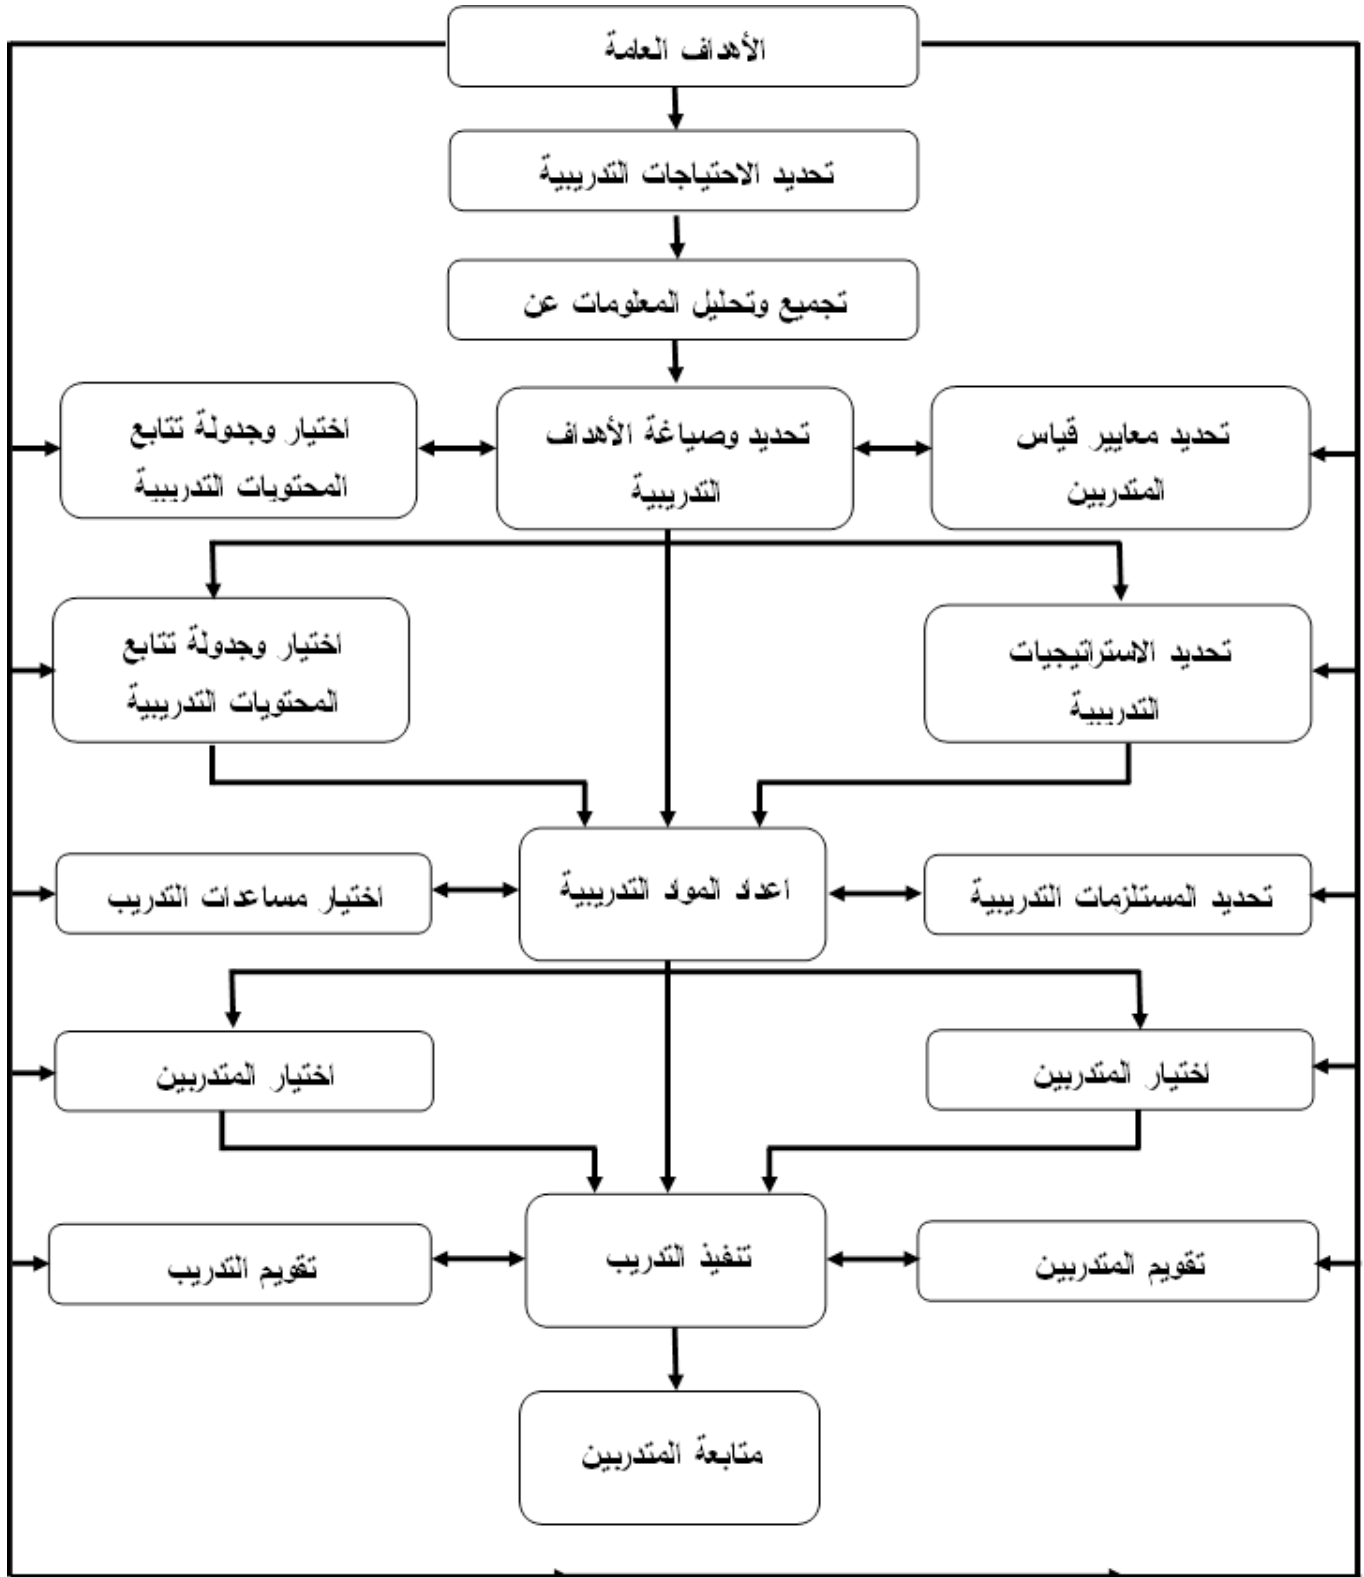 الأهداف العامة
تحديد الاحتياجات التدريبية
تجميع وتحليل المعلومات عن
تحديد معايير قياس
المتدربين
تحديد وصياغة الأهداف
التدريبية
اختيار وجدولة تتابع
المحتويات التدريبية
تحديد الاستراتيجيات
التدريبية
اختيار وجدولة تتابع
المحتويات التدريبية
تحديد المستلزمات التدريبية
اعداد المواد التدريبية
اختيار مساعدات التدريب
اختيار المتدربين
اختيار المتدربين
تقويم المتدربين
تنفيذ التدريب
تقويم التدريب
متابعة المتدربين